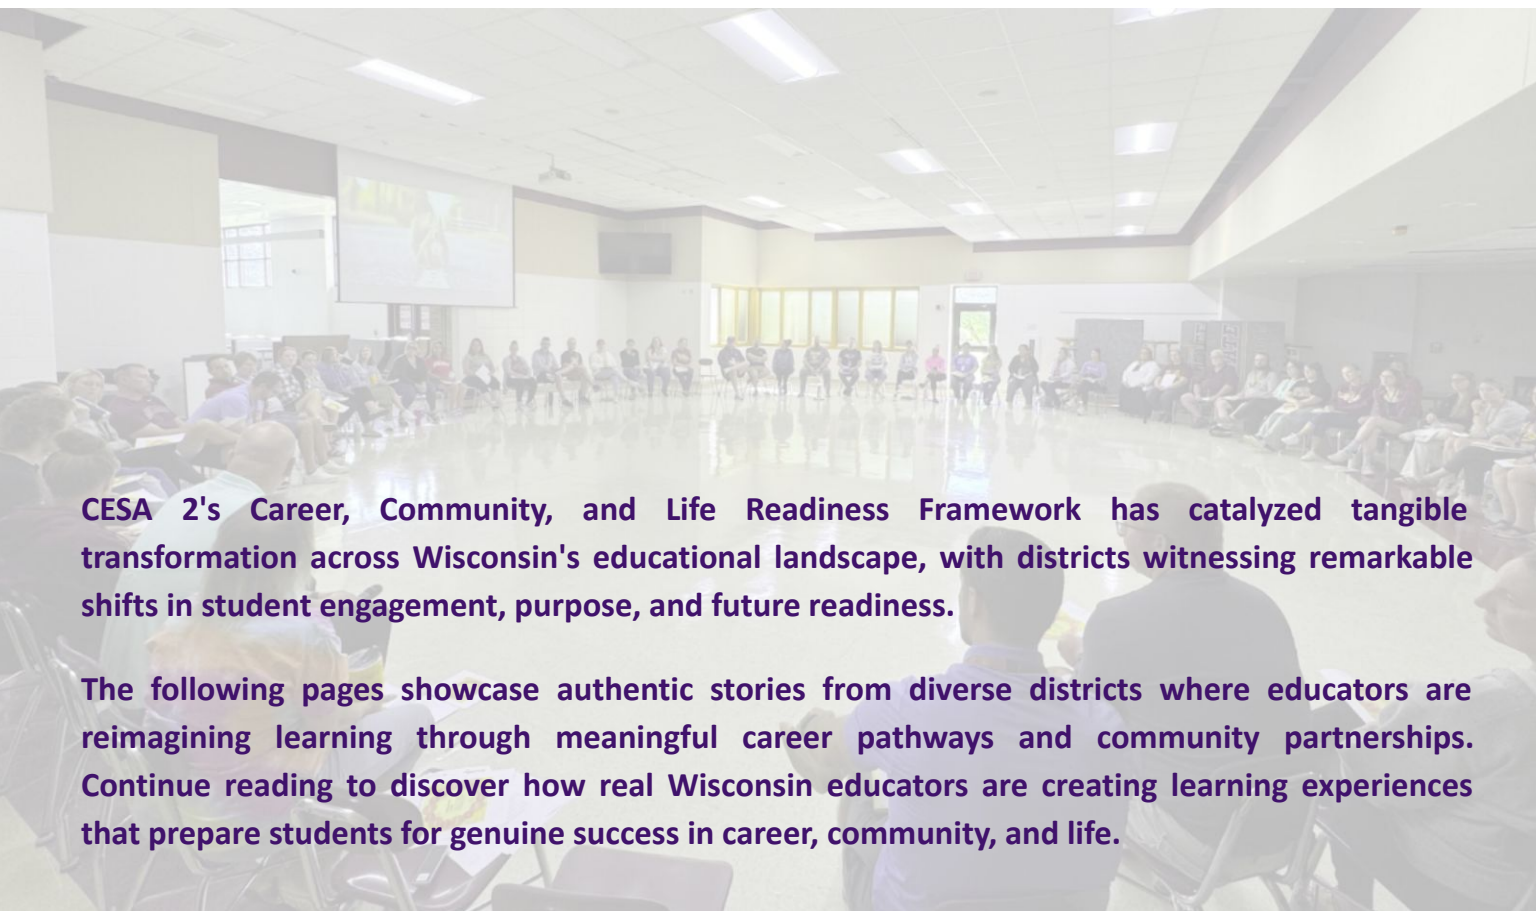 CESA 2's Career, Community, and Life Readiness Framework has catalyzed tangible
transformation across Wisconsin's educational landscape, with districts witnessing remarkable
shifts in student engagement, purpose, and future readiness.
The following pages showcase authentic stories from diverse districts where educators are
reimagining learning through meaningful career pathways and community partnerships.
Continue reading to discover how real Wisconsin educators are creating learning experiences
that prepare students for genuine success in career, community, and life.